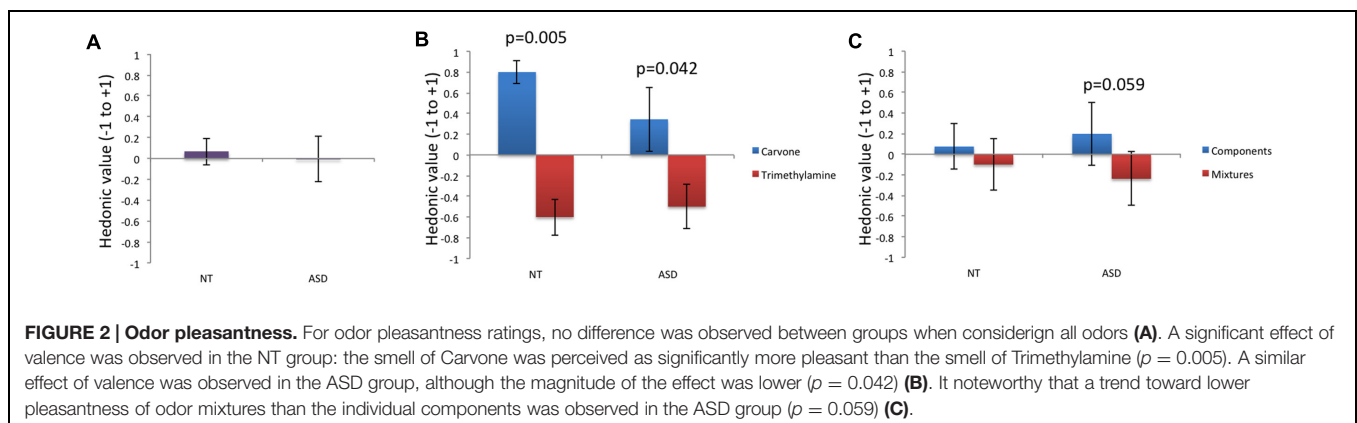 A
Hedonic value (-1 to +1)
1
0.8
0.6
0.4
0.2
0
-0.2
-0.4
-0.6
-0.8
-1
NT
ASD
B
p=0.005
p=0.042
Hedonic value (-1 to +1)
1
0.8
0.6
0.4
0.2
0
-0.2
-0.4
-0.6
-0.8
-1
NT
ASD
Carvone
Trimethylamine
C
p=0.059
Hedonic value (-1 to +1)
1
0.8
0.6
0.4
0.2
0
-0.2
-0.4
-0.6
-0.8
-1
NT
ASD
Components
Mixtures
FIGURE 2 | Odor pleasantness. For odor pleasantness ratings, no difference was observed between groups when considerign all odors (A). A significant effect of
valence was observed in the NT group: the smell of Carvone was perceived as significantly more pleasant than the smell of Trimethylamine (p = 0.005). A similar
effect of valence was observed in the ASD group, although the magnitude of the effect was lower (p = 0.042) (B). It noteworthy that a trend toward lower
pleasantness of odor mixtures than the individual components was observed in the ASD group (p = 0.059) (C).